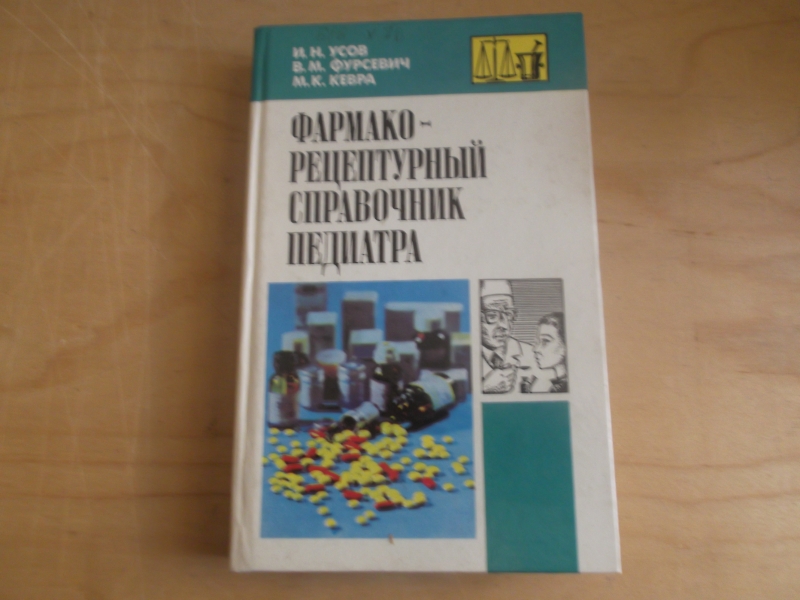 И. Н. УСОВ
В. М. ФУРСЕВИЧ
М. К. КЕВРА
ФАРМАКО-
РЕЦЕПТУРНЫЙ
СПРАВОЧНИК
ПЕДИАТРА